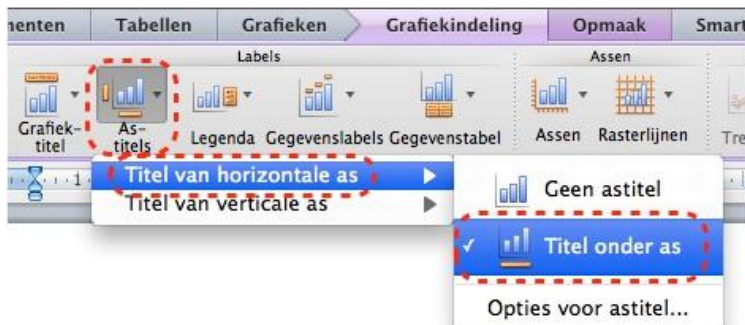 Tabellen Grafieken Grafiekindeling Opmaak Smart
Labels Assen
Grafiek-
titel
As-
titels
Legenda Gegevenslabels Gegevenstabel Assen Rasterlijnen Tre
Titel van horizontale as
Titel van verticale as
1
Geen astitel
Titel onder as
Opties voor astitel...